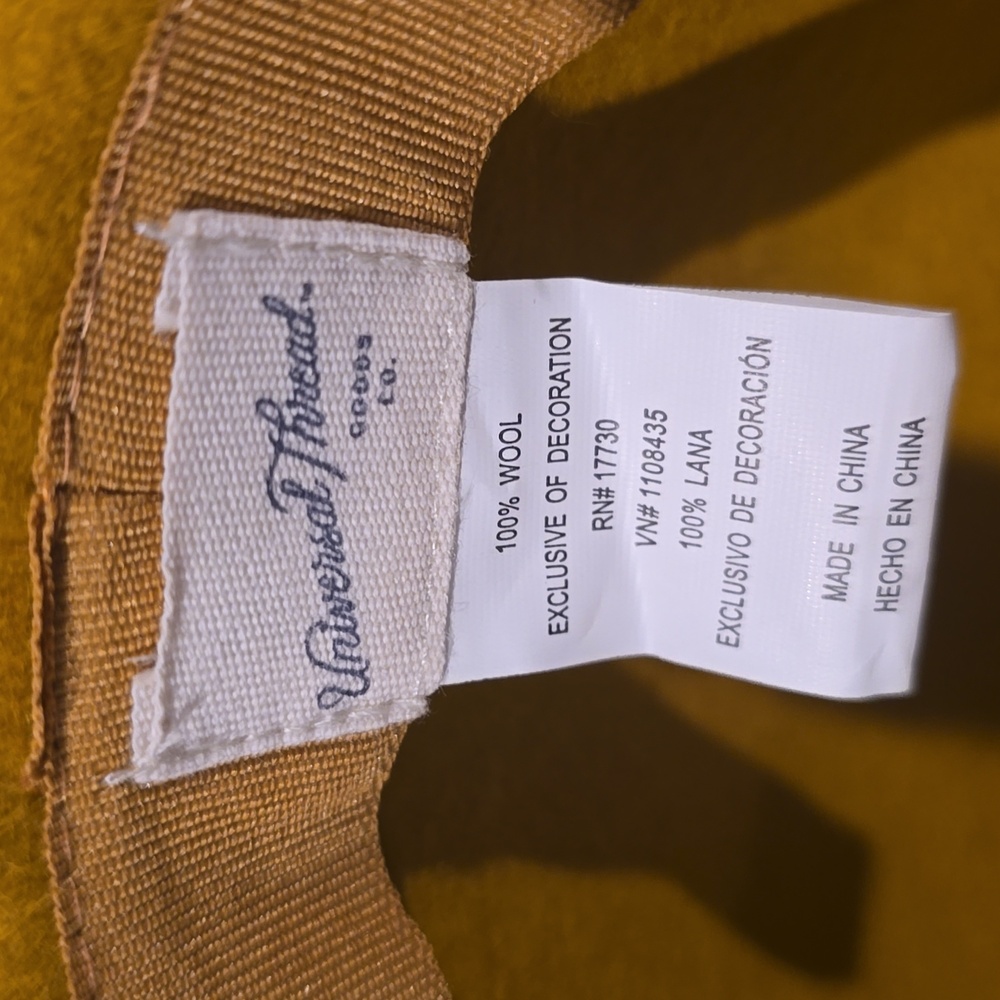 Universal Thread™
GOODS
CO.
100% WOOL
EXCLUSIVE OF DECORATION
RN# 17730
VN# 1108435
100% LANA
EXCLUSIVO DE DECORACIÓN
MADE IN CHINA
HECHO EN CHINA